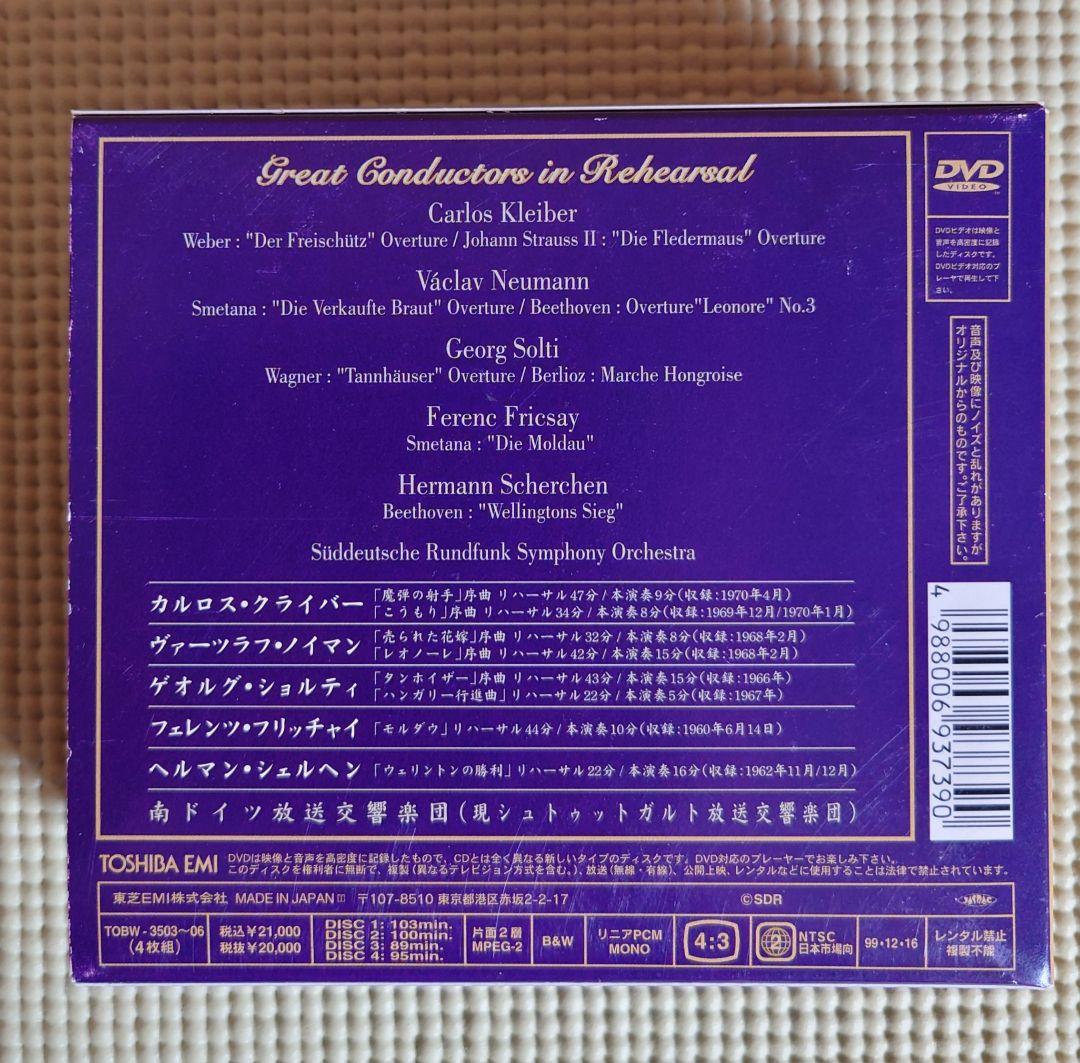 Great Conductors in Rehearsal
Carlos Kleiber
Weber : "Der Freischütz" Overture / Johann Strauss II : "Die Fledermaus" Overture
Václav Neumann
Smetana : "Die Verkaufte Braut" Overture / Beethoven : Overture"Leonore" No.3
Georg Solti
Wagner : "Tannhäuser" Overture / Berlioz : Marche Hongroise
Ferenc Fricsay
Smetana : "Die Moldau"
Hermann Scherchen
Beethoven : "Wellingtons Sieg"
Süddeutsche Rundfunk Symphony Orchestra
カルロス・クライバー
「魔弾の射手」序曲 リハーサル47分/本演奏9分(収録:1970年4月)
「こうもり」序曲 リハーサル34分/本演奏8分(収録:1969年12月/1970年1月)
ヴァーツラフ・ノイマン
「売られた花嫁」序曲 リハーサル32分/本演奏8分(収録:1968年2月)
「レオノーレ」序曲 リハーサル42分/本演奏15分(収録:1968年2月)
ゲオルグ・ショルティ
「タンホイザー」序曲 リハーサル43分/本演奏15分(収録:1966年)
「ハンガリー行進曲」リハーサル22分/本演奏5分(収録:1967年)
フェレンツ・フリッチャイ
「モルダウ」リハーサル44分/本演奏10分(収録:1960年6月14日)
ヘルマン・シェルヘン
「ウェリントンの勝利」リハーサル22分/本演奏16分(収録:1962年11月/12月)
南ドイツ放送交響楽団(現シュトゥットガルト放送交響楽団)
DVD
VIDEO
DVDビデオは映像と
音声を高密度に記録
したディスクです。
DVDビデオ対応のプ
レーヤで再生して下
さい。
音声及び映像にノイズと乱れがありますが
オリジナルからのものです。ご了承下さい。
4 988006 937390
TOSHIBA EMI
DVDは映像と音声を高密度に記録したもので、CDとは全く異なる新しいタイプのディスクです。DVD対応のプレーヤーでお楽しみ下さい。
このディスクを権利者に無断で、複製(異なるテレビジョン方式を含む。)、放送(無線・有線)、公開上映、レンタルなどに使用することは法律で禁止されています。
東芝EMI株式会社 MADE IN JAPAN 〒107-8510 東京都港区赤坂2-2-17
©SDR
JASRAC
TOBW-3503〜06
(4枚組)
税込¥21,000
税抜¥20,000
DISC 1: 103min.
DISC 2: 100min.
DISC 3: 89min.
DISC 4: 95min.
片面2層
MPEG-2
B&W
リニアPCM
MONO
4:3
2
NTSC
日本市場向
99・12・16
レンタル禁止
複製不能